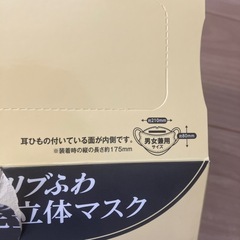 約210mm
約80mm
男女兼用
サイズ
耳ひもの付いている面が内側です。
※装着時の縦の長さ約175mm
リブふわ
立体マスク